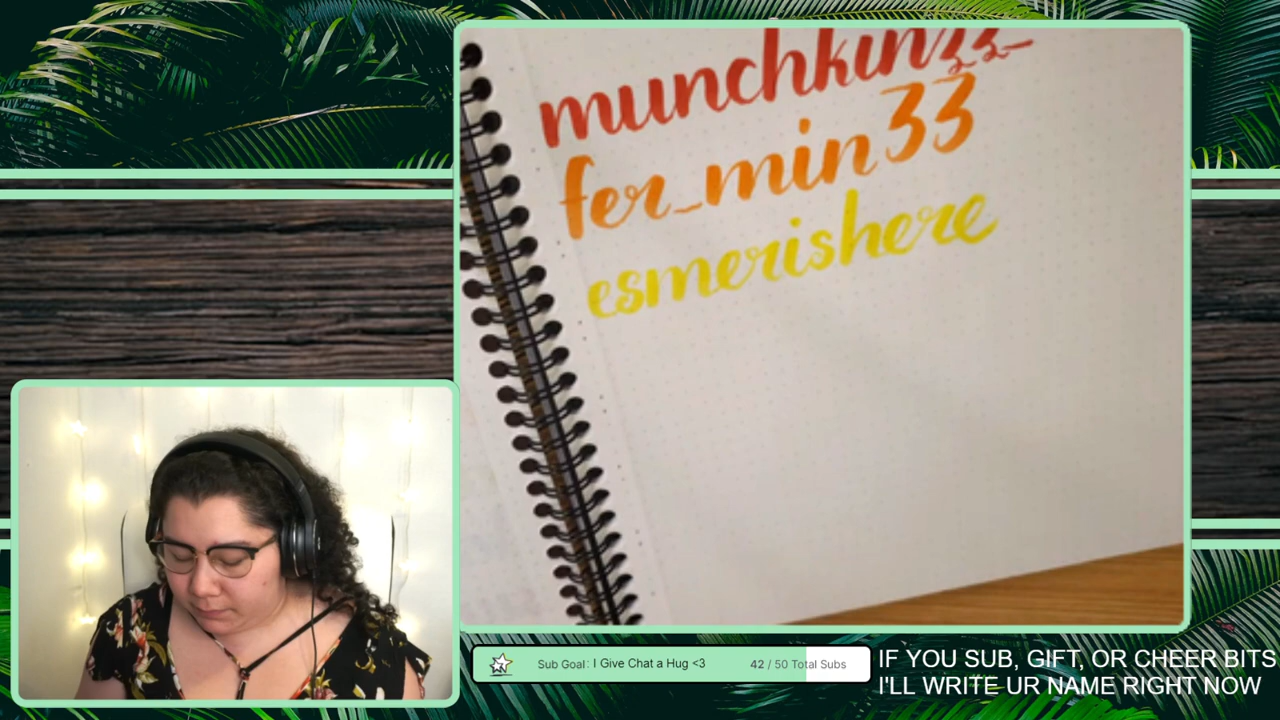 munchkinzz_
fer_min33
esmerishere
Sub Goal: I Give Chat a Hug <3 42 / 50 Total Subs
IF YOU SUB, GIFT, OR CHEER BITS
I'LL WRITE UR NAME RIGHT NOW